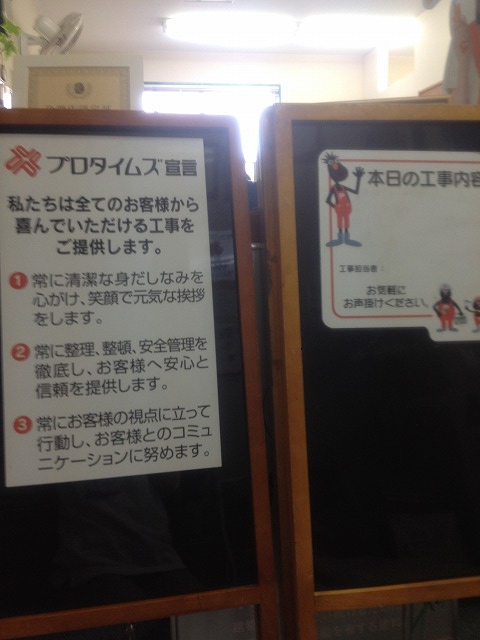 プロタイムズ宣言
私たちは全てのお客様から
喜んでいただける工事を
ご提供します。
1 常に清潔な身だしなみを
心がけ、笑顔で元気な挨拶
をします。
2 常に整理、整頓、安全管理を
徹底し、お客様へ安心と
信頼を提供します。
3 常にお客様の視点に立って
行動し、お客様とのコミュ
ニケーションに努めます。
本日の工事内容
工事担当者：
お気軽に
お声掛けください。